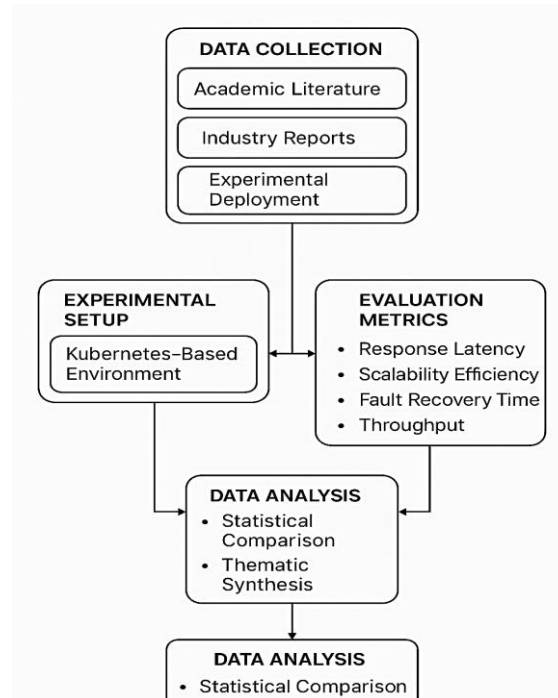 DATA COLLECTION
Academic Literature
Industry Reports
Experimental
Deployment
EXPERIMENTAL
SETUP
Kubernetes–Based
Environment
EVALUATION
METRICS
• Response Latency
• Scalability Efficiency
• Fault Recovery Time
• Throughput
DATA ANALYSIS
• Statistical
Comparison
• Thematic
Synthesis
DATA ANALYSIS
• Statistical Comparison